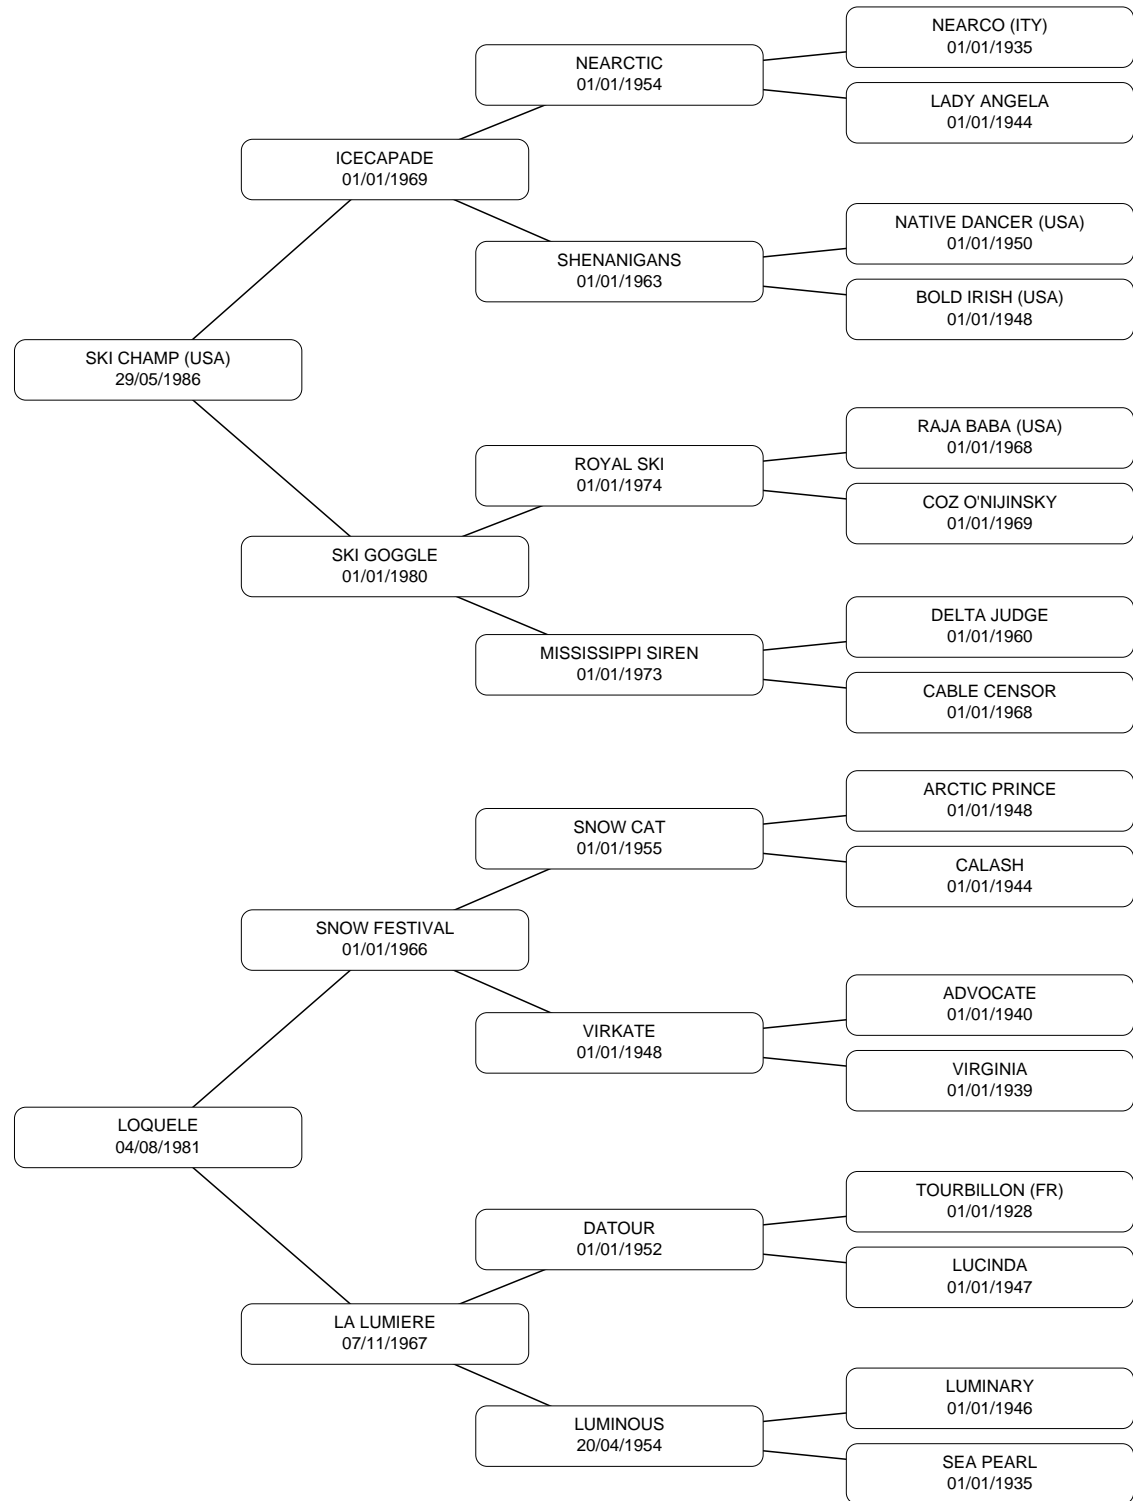 NEARCO (ITY)
01/01/1935
NEARCTIC
01/01/1954
LADY ANGELA
01/01/1944
ICECAPADE
01/01/1969
NATIVE DANCER (USA)
01/01/1950
SHENANIGANS
01/01/1963
BOLD IRISH (USA)
01/01/1948
SKI CHAMP (USA)
29/05/1986
RAJA BABA (USA)
01/01/1968
ROYAL SKI
01/01/1974
COZ O'NIJINSKY
01/01/1969
SKI GOGGLE
01/01/1980
DELTA JUDGE
01/01/1960
MISSISSIPPI SIREN
01/01/1973
CABLE CENSOR
01/01/1968
ARCTIC PRINCE
01/01/1948
SNOW CAT
01/01/1955
CALASH
01/01/1944
SNOW FESTIVAL
01/01/1966
ADVOCATE
01/01/1940
VIRKATE
01/01/1948
VIRGINIA
01/01/1939
LOQUELE
04/08/1981
TOURBILLON (FR)
01/01/1928
DATOUR
01/01/1952
LUCINDA
01/01/1947
LA LUMIERE
07/11/1967
LUMINARY
01/01/1946
LUMINOUS
20/04/1954
SEA PEARL
01/01/1935